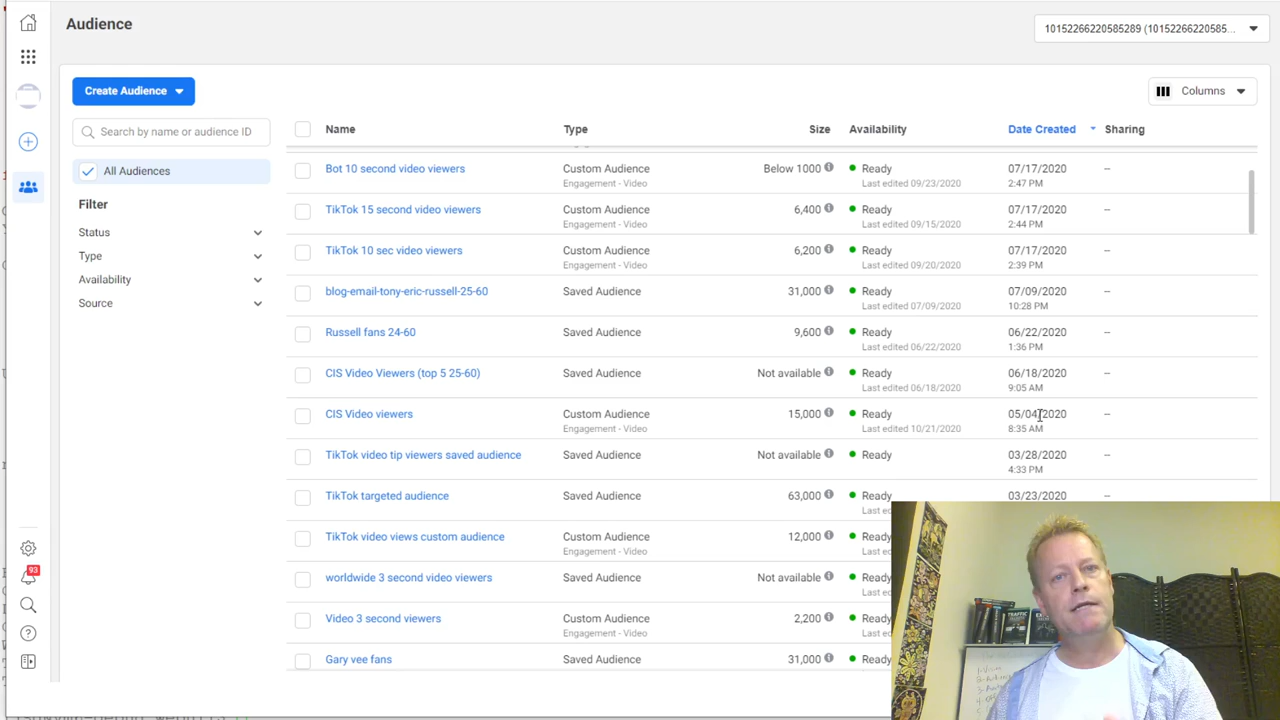 Audience
10152266220585289 (10152266220585...
Create Audience
Columns
Search by name or audience ID
All Audiences
Filter
Status
Type
Availability
Source
93
Name Type Size Availability Date Created Sharing
Bot 10 second video viewers Custom Audience Below 1000 Ready 07/17/2020 --
Engagement - Video Last edited 09/23/2020 2:47 PM
TikTok 15 second video viewers Custom Audience 6,400 Ready 07/17/2020 --
Engagement - Video Last edited 09/15/2020 2:44 PM
TikTok 10 sec video viewers Custom Audience 6,200 Ready 07/17/2020 --
Engagement - Video Last edited 09/20/2020 2:39 PM
blog-email-tony-eric-russell-25-60 Saved Audience 31,000 Ready 07/09/2020 --
Last edited 07/09/2020 10:28 PM
Russell fans 24-60 Saved Audience 9,600 Ready 06/22/2020 --
Last edited 06/22/2020 1:36 PM
CIS Video Viewers (top 5 25-60) Saved Audience Not available Ready 06/18/2020 --
Last edited 06/18/2020 9:05 AM
CIS Video viewers Custom Audience 15,000 Ready 05/04/2020 --
Engagement - Video Last edited 10/21/2020 8:35 AM
TikTok video tip viewers saved audience Saved Audience Not available Ready 03/28/2020 --
4:33 PM
TikTok targeted audience Saved Audience 63,000 Ready 03/23/2020 --
Last ed
TikTok video views custom audience Custom Audience 12,000 Ready
Engagement - Video Last ed
worldwide 3 second video viewers Saved Audience Not available Ready
Last ed
Video 3 second viewers Custom Audience 2,200 Ready
Engagement - Video Last ed
Gary vee fans Saved Audience 31,000 Ready
TRAFFIC